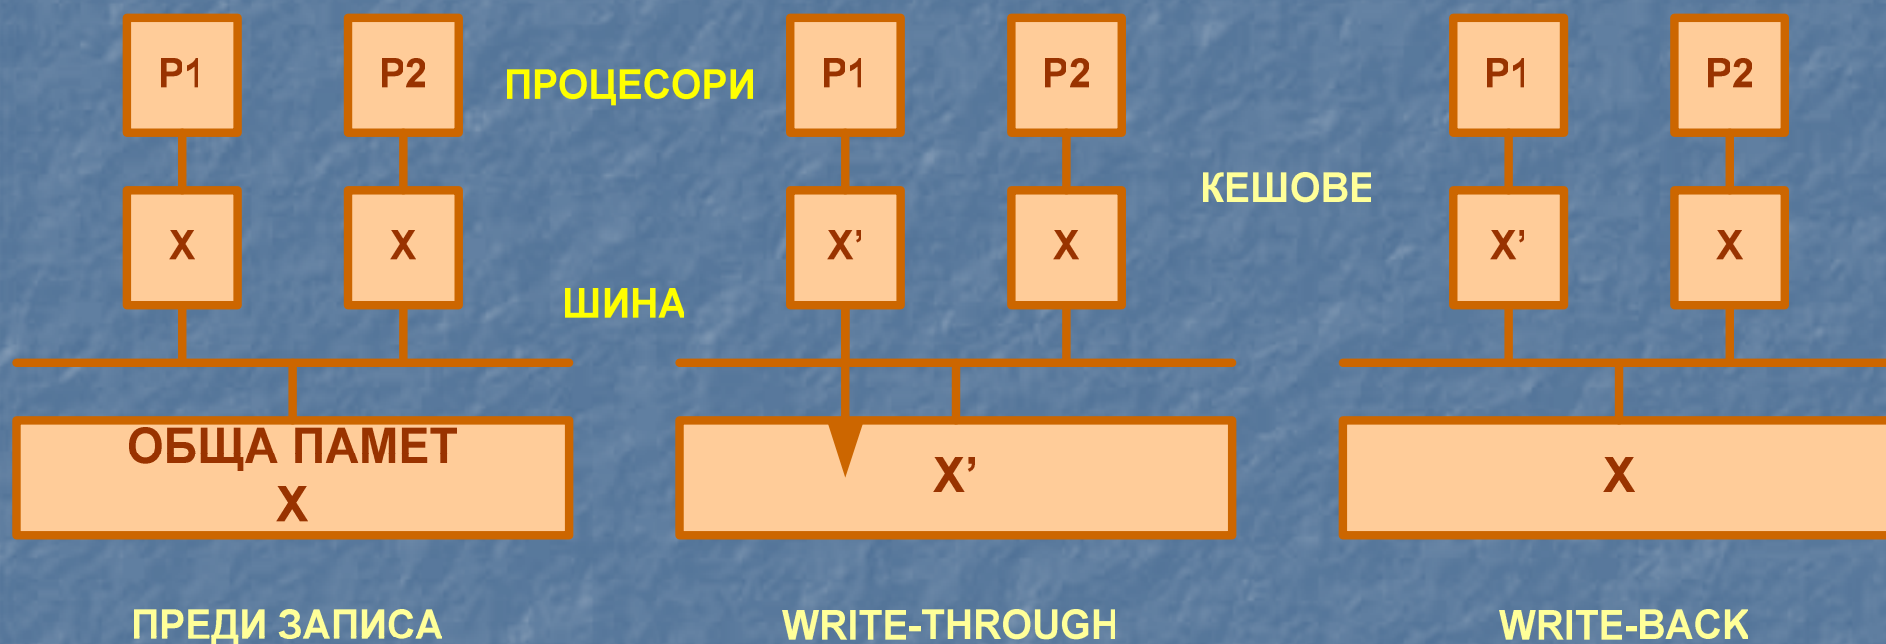 P1 P2 ПРОЦЕСОРИ P1 P2 P1 P2
X X X’ X КЕШОВЕ X’ X
ШИНА
ОБЩА ПАМЕТ
X X’ X
ПРЕДИ ЗАПИСА WRITE-THROUGH WRITE-BACK